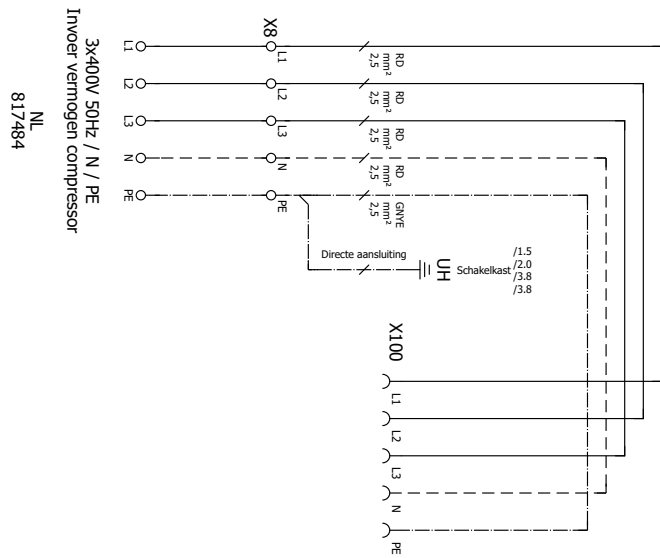 X8
L1
L1
RD
mm²
2,5
L2
L2
RD
mm²
2,5
L3
L3
RD
mm²
2,5
N
N
RD
mm²
2,5
PE
PE
GNYE
mm²
2,5
3x400V 50Hz / N / PE
Invoer vermogen compressor
NL
817484
Directe aansluiting
UH
Schakelkast
/1.5
/2.0
/3.8
/3.8
X100
L1
L2
L3
N
PE